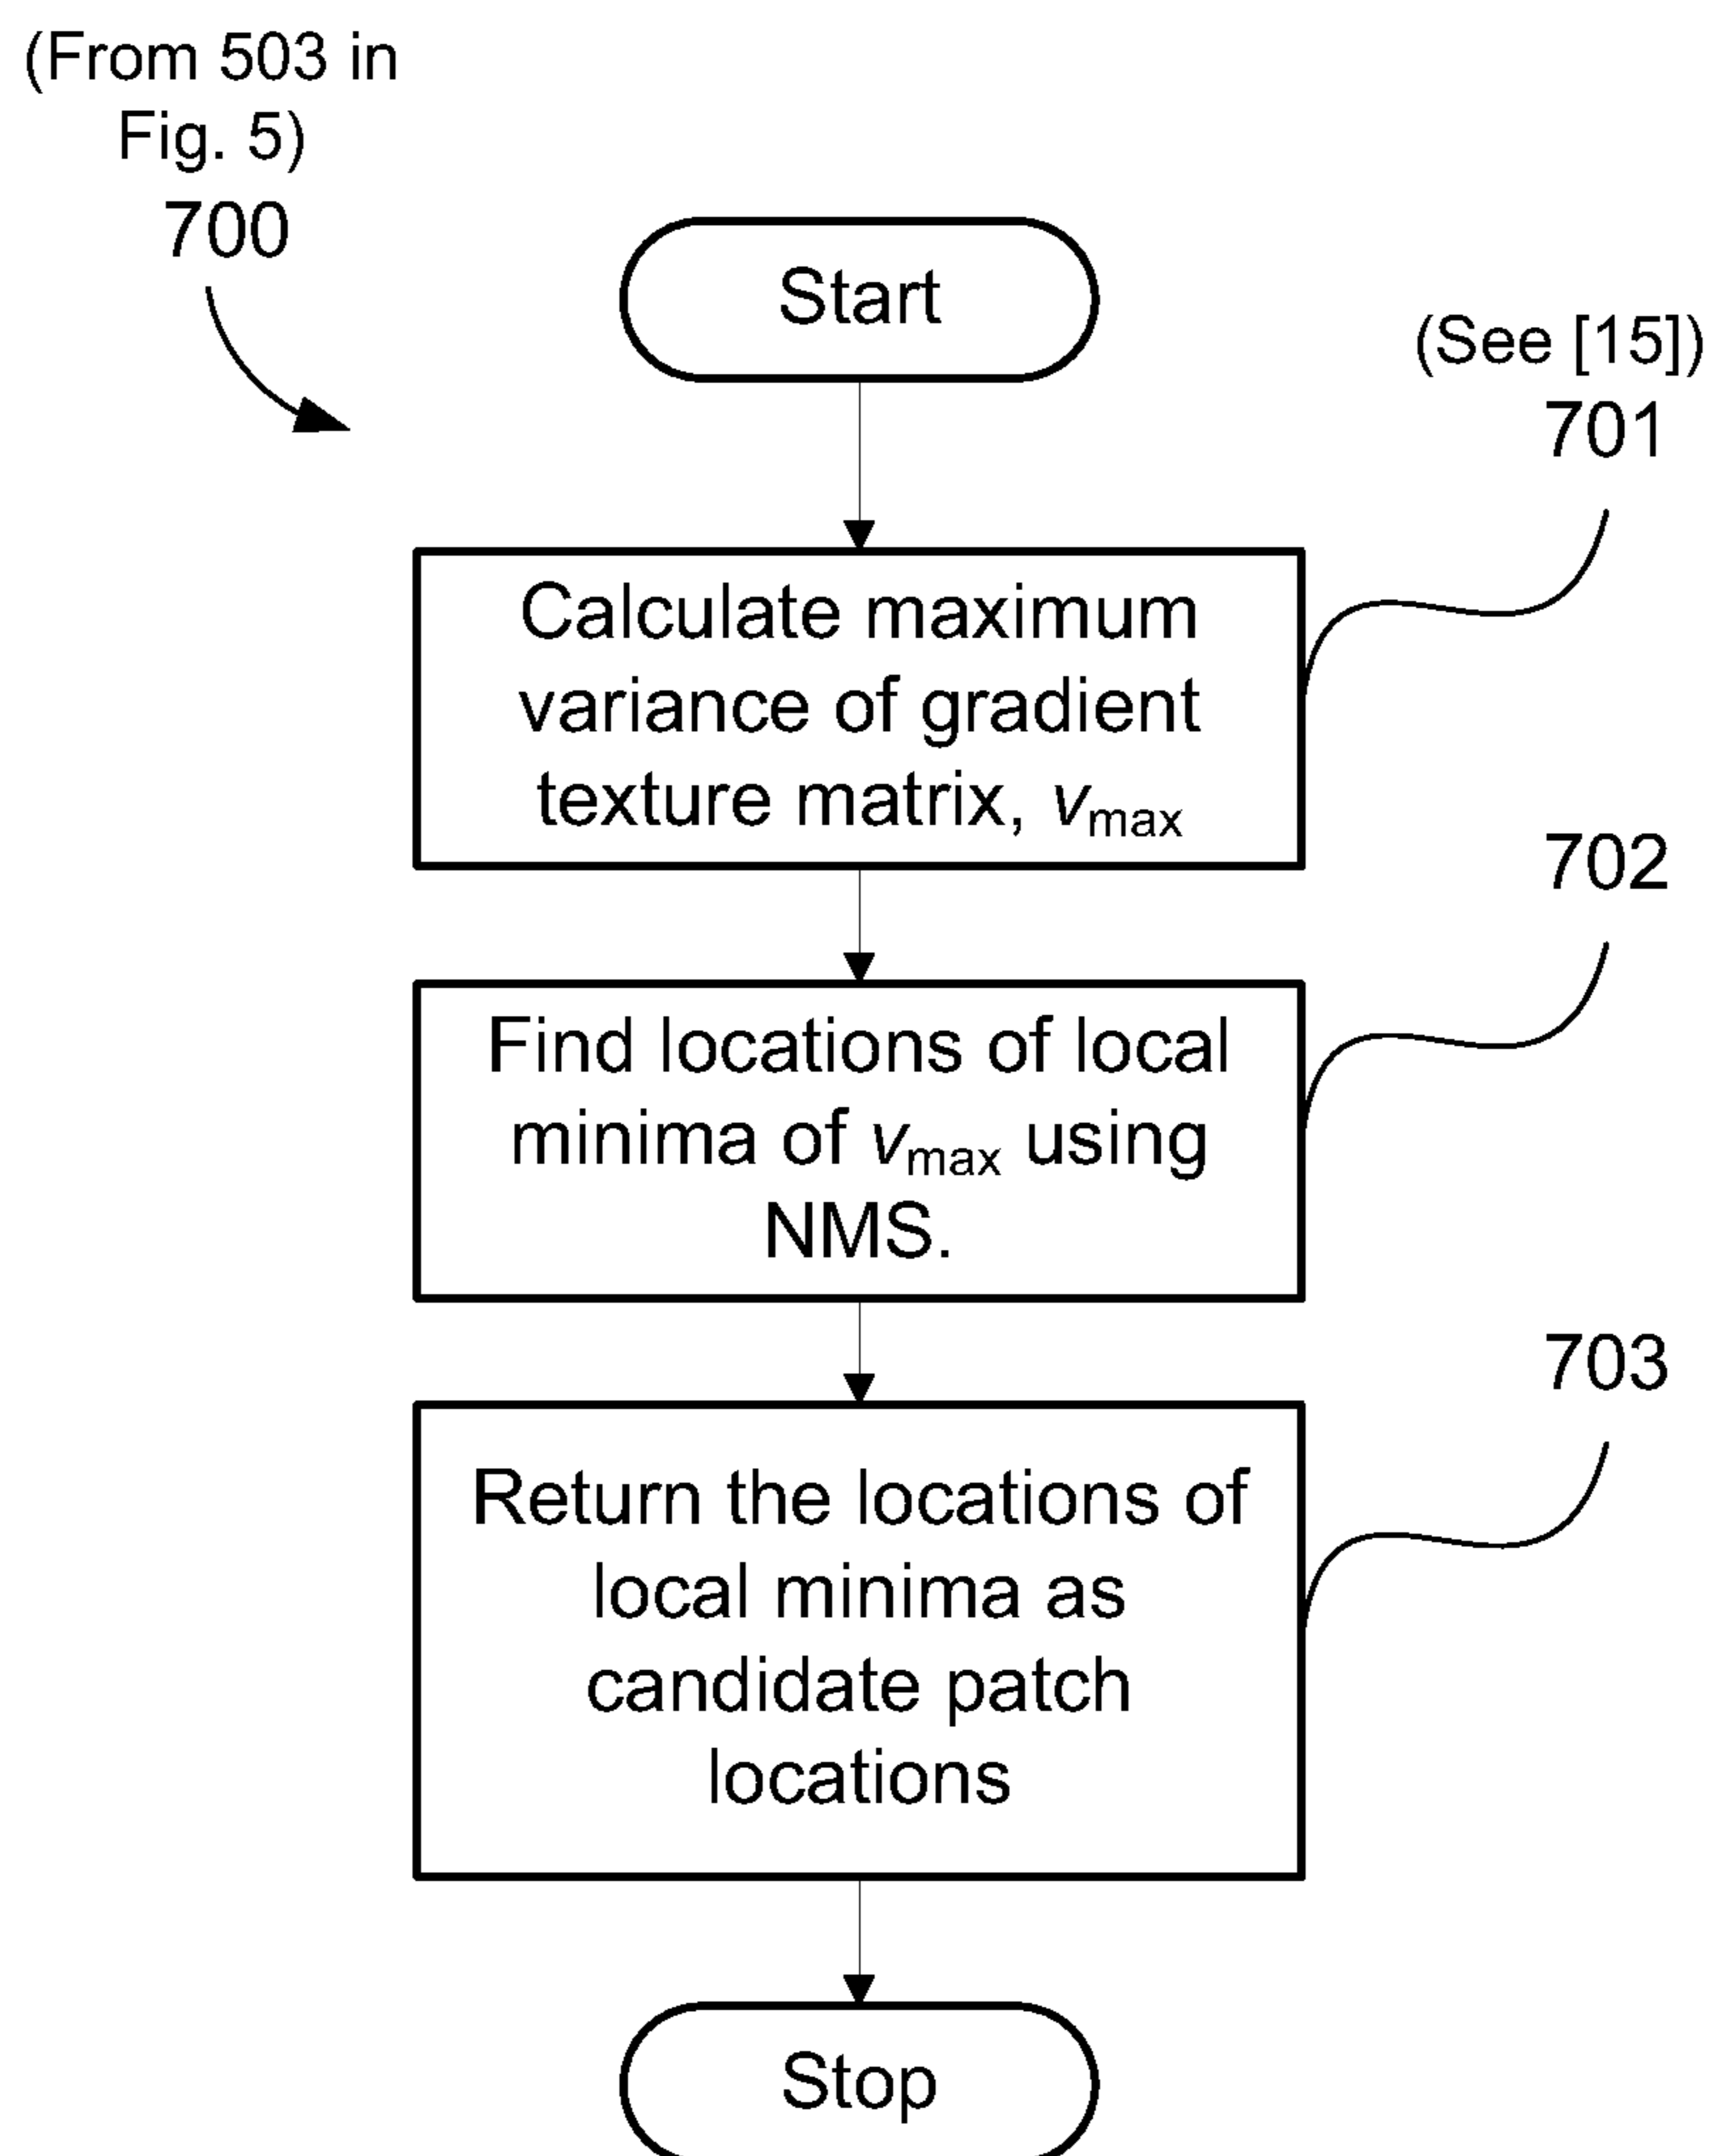 (From 503 in
Fig. 5)
700
Start
(See [15])
701
Calculate maximum
variance of gradient
texture matrix, vmax
702
Find locations of local
minima of vmax using
NMS.
703
Return the locations of
local minima as
candidate patch
locations
Stop